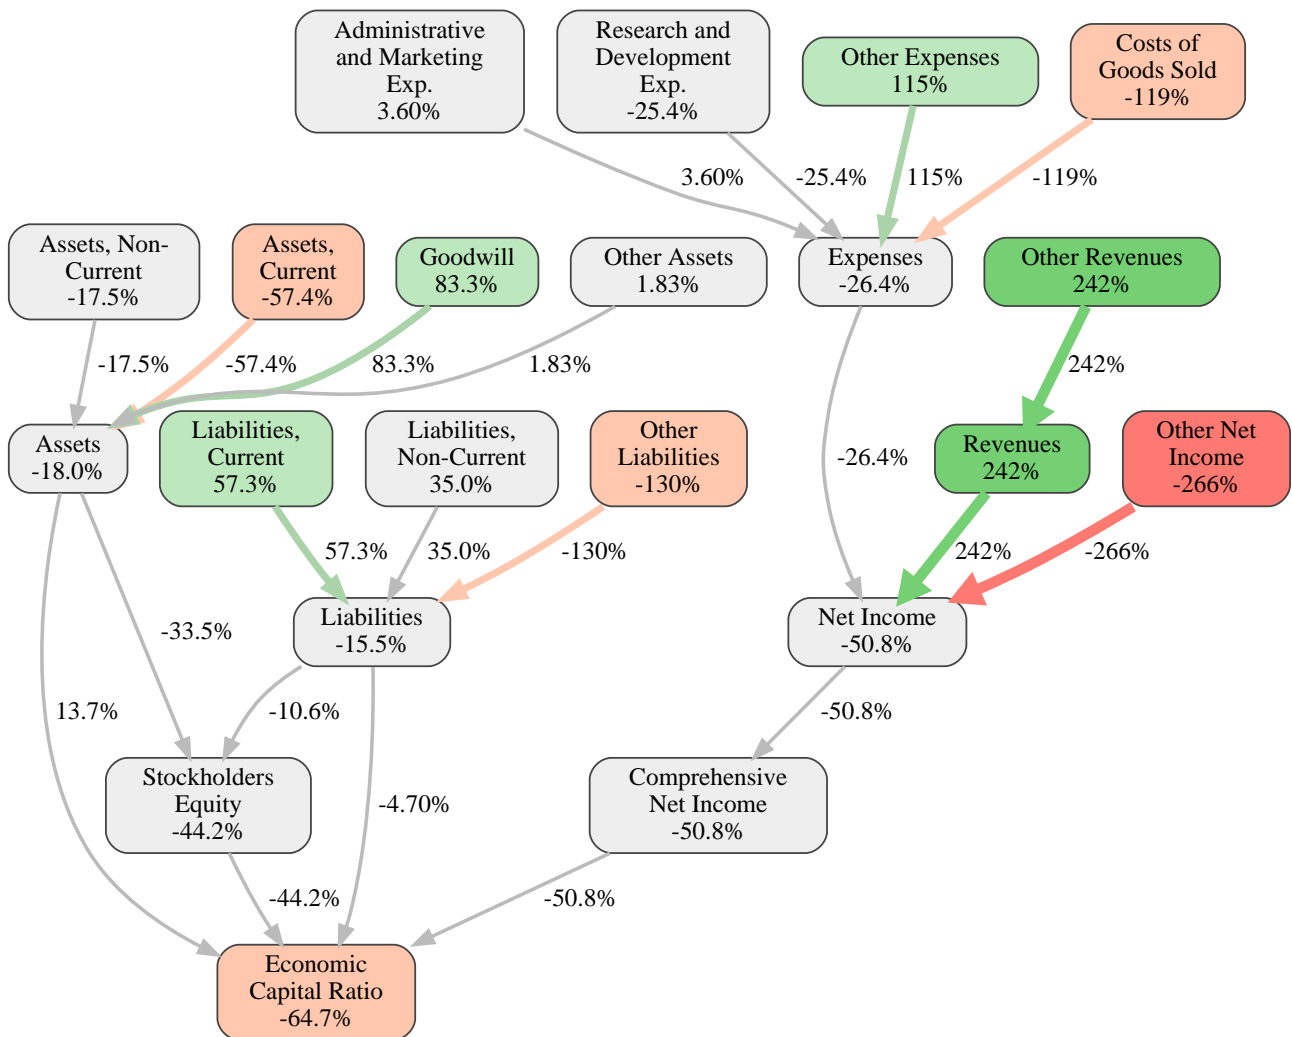 Administrative
and Marketing
Exp.
3.60%
Research and
Development
Exp.
-25.4%
Other Expenses
115%
Costs of
Goods Sold
-119%
3.60%
-25.4%
115%
-119%
Assets, Non-
Current
-17.5%
Assets,
Current
-57.4%
Goodwill
83.3%
Other Assets
1.83%
Expenses
-26.4%
Other Revenues
242%
-17.5%
-57.4%
83.3%
1.83%
242%
Assets
-18.0%
Liabilities,
Current
57.3%
Liabilities,
Non-Current
35.0%
Other
Liabilities
-130%
-26.4%
Revenues
242%
Other Net
Income
-266%
57.3%
35.0%
-130%
242%
-266%
-33.5%
Liabilities
-15.5%
Net Income
-50.8%
13.7%
-10.6%
-50.8%
Stockholders
Equity
-44.2%
-4.70%
Comprehensive
Net Income
-50.8%
-44.2%
-50.8%
Economic
Capital Ratio
-64.7%